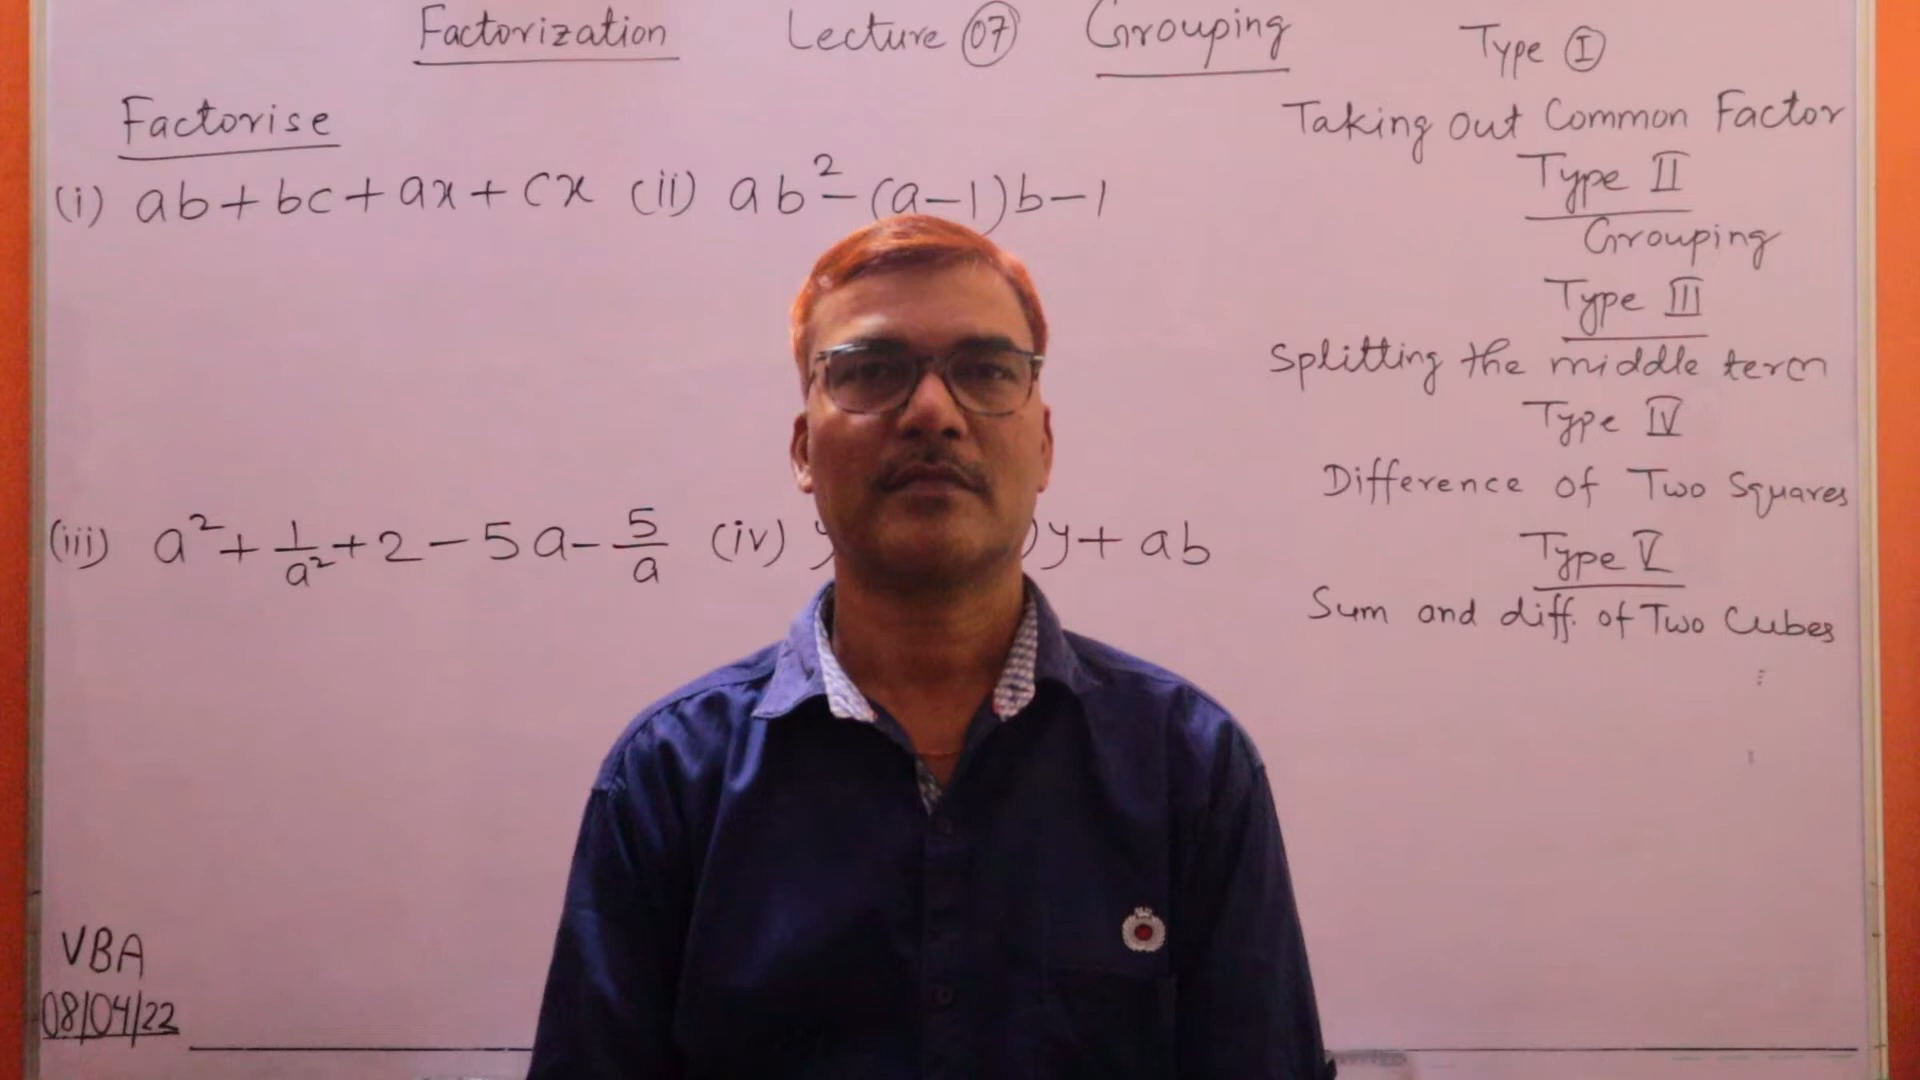 Factorization Lecture 07 Grouping Type I
Factorise
Taking out Common Factor
(i) ab+bc+ax+cx (ii) ab²-(a-1)b-1
Type II
Grouping
Type III
Splitting the middle term
Type IV
Difference of Two Squares
(iii) a²+1/a²+2-5a-5/a (iv) y+ab
Type V
Sum and diff. of Two Cubes
VBA
08/04/22